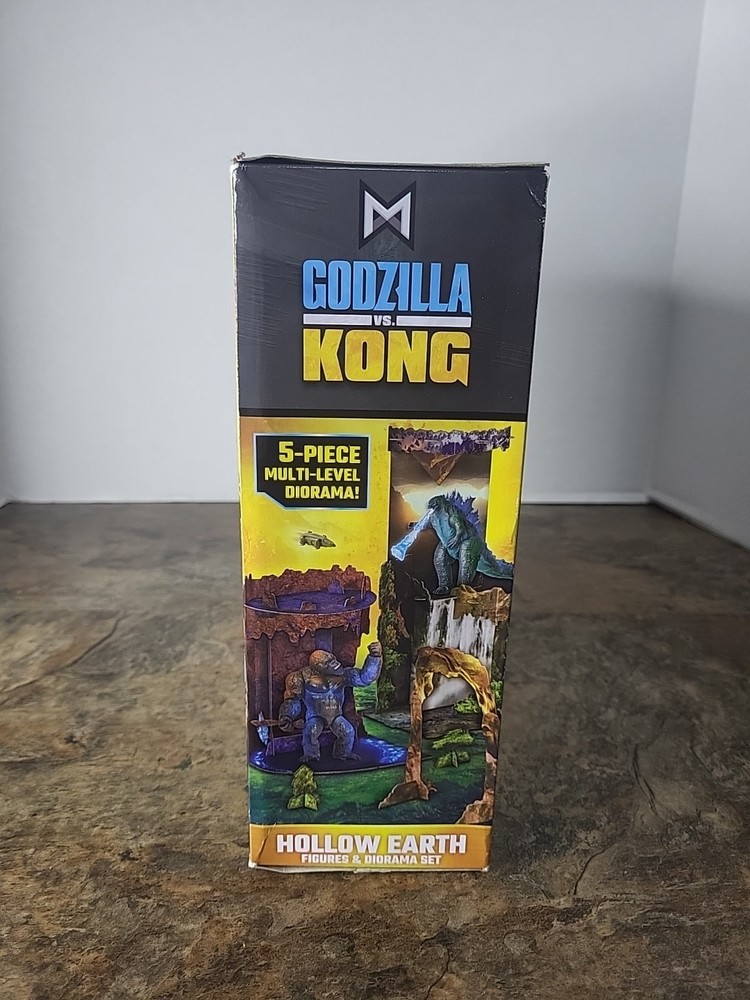 M
GODZILLA
VS.
KONG
5-PIECE
MULTI-LEVEL
DIORAMA!
HOLLOW EARTH
FIGURES & DIORAMA SET